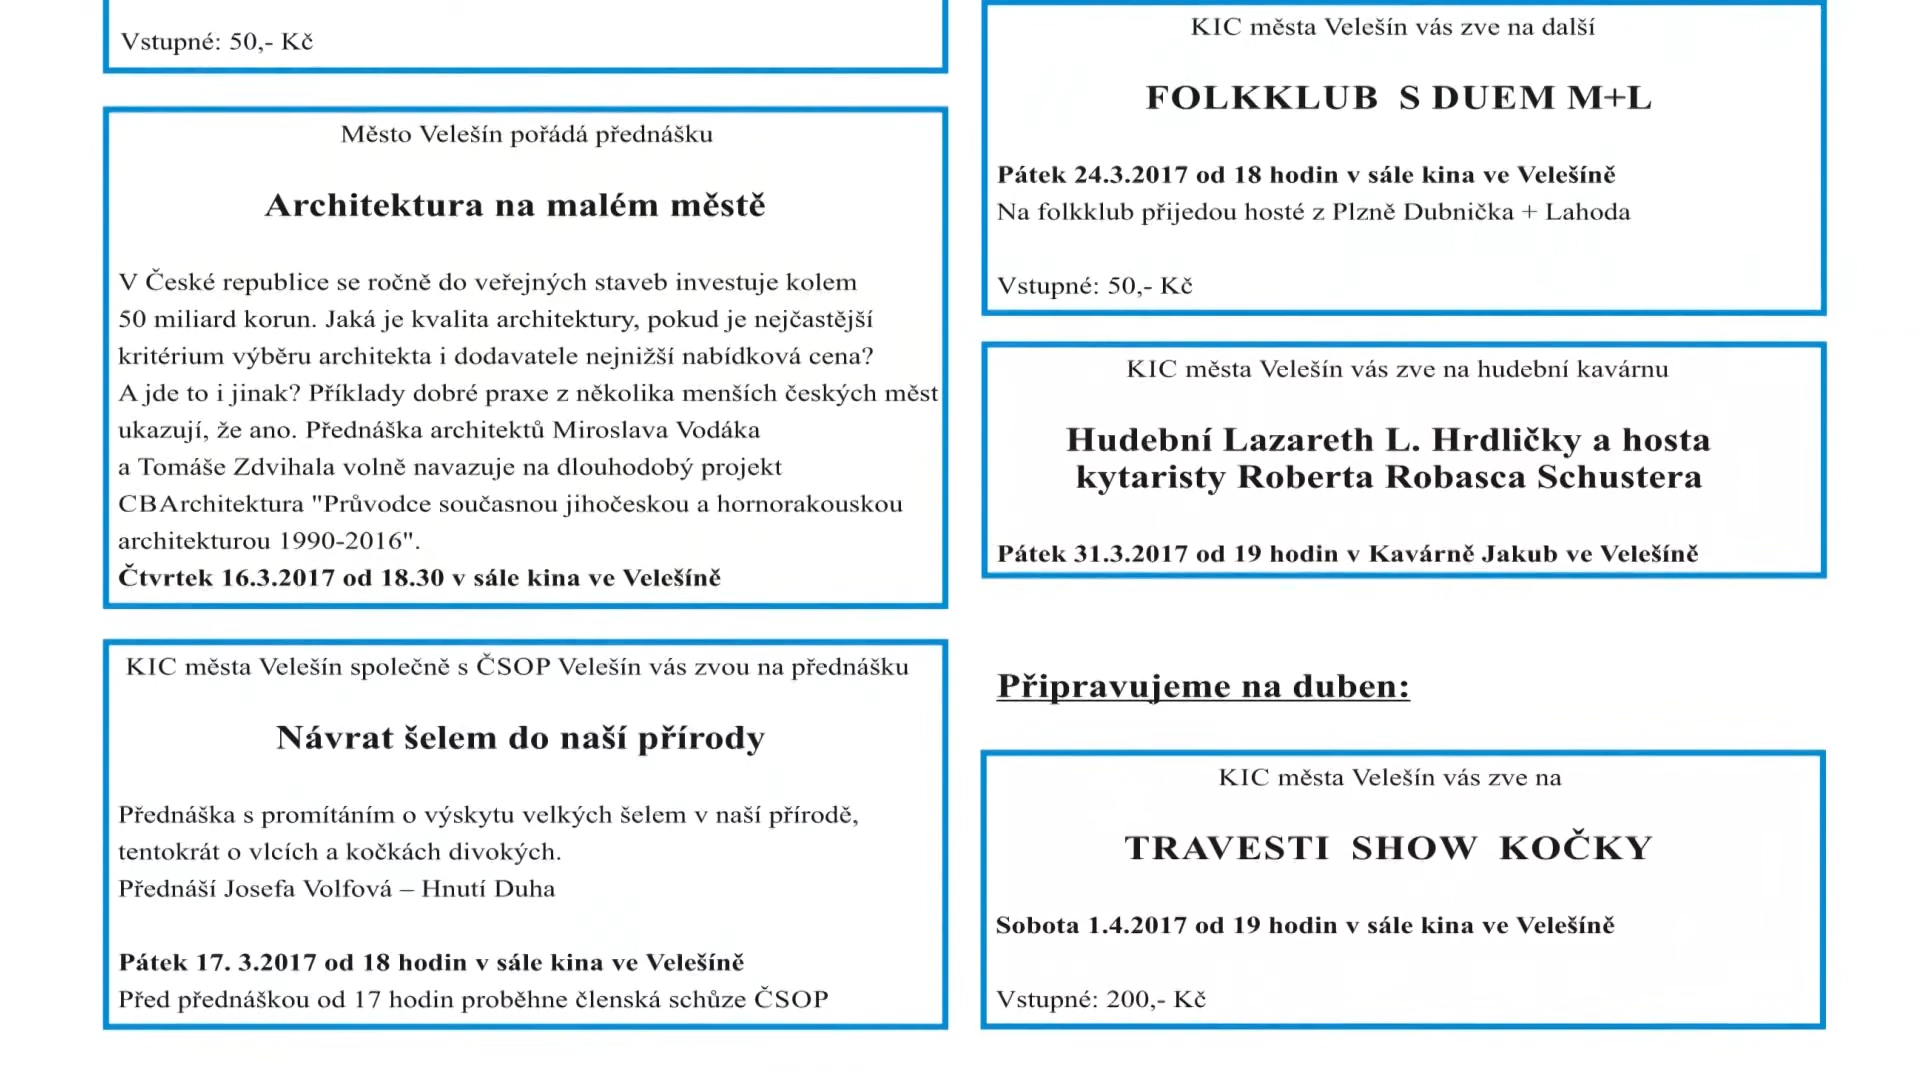 Vstupné: 50,- Kč
Město Velešín pořádá přednášku
Architektura na malém městě
V České republice se ročně do veřejných staveb investuje kolem
50 miliard korun. Jaká je kvalita architektury, pokud je nejčastější
kritérium výběru architekta i dodavatele nejnižší nabídková cena?
A jde to i jinak? Příklady dobré praxe z několika menších českých měst
ukazují, že ano. Přednáška architektů Miroslava Vodáka
a Tomáše Zdvihala volně navazuje na dlouhodobý projekt
CBArchitektura "Průvodce současnou jihočeskou a hornorakouskou
architekturou 1990-2016".
Čtvrtek 16.3.2017 od 18.30 v sále kina ve Velešíně
KIC města Velešín společně s ČSOP Velešín vás zvou na přednášku
Návrat šelem do naší přírody
Přednáška s promítáním o výskytu velkých šelem v naší přírodě,
tentokrát o vlcích a kočkách divokých.
Přednáší Josefa Volfová – Hnutí Duha
Pátek 17. 3.2017 od 18 hodin v sále kina ve Velešíně
Před přednáškou od 17 hodin proběhne členská schůze ČSOP
KIC města Velešín vás zve na další
FOLKKLUB S DUEM M+L
Pátek 24.3.2017 od 18 hodin v sále kina ve Velešíně
Na folkklub přijedou hosté z Plzně Dubnička + Lahoda
Vstupné: 50,- Kč
KIC města Velešín vás zve na hudební kavárnu
Hudební Lazareth L. Hrdličky a hosta
kytaristy Roberta Robasca Schustera
Pátek 31.3.2017 od 19 hodin v Kavárně Jakub ve Velešíně
Připravujeme na duben:
KIC města Velešín vás zve na
TRAVESTI SHOW KOČKY
Sobota 1.4.2017 od 19 hodin v sále kina ve Velešíně
Vstupné: 200,- Kč